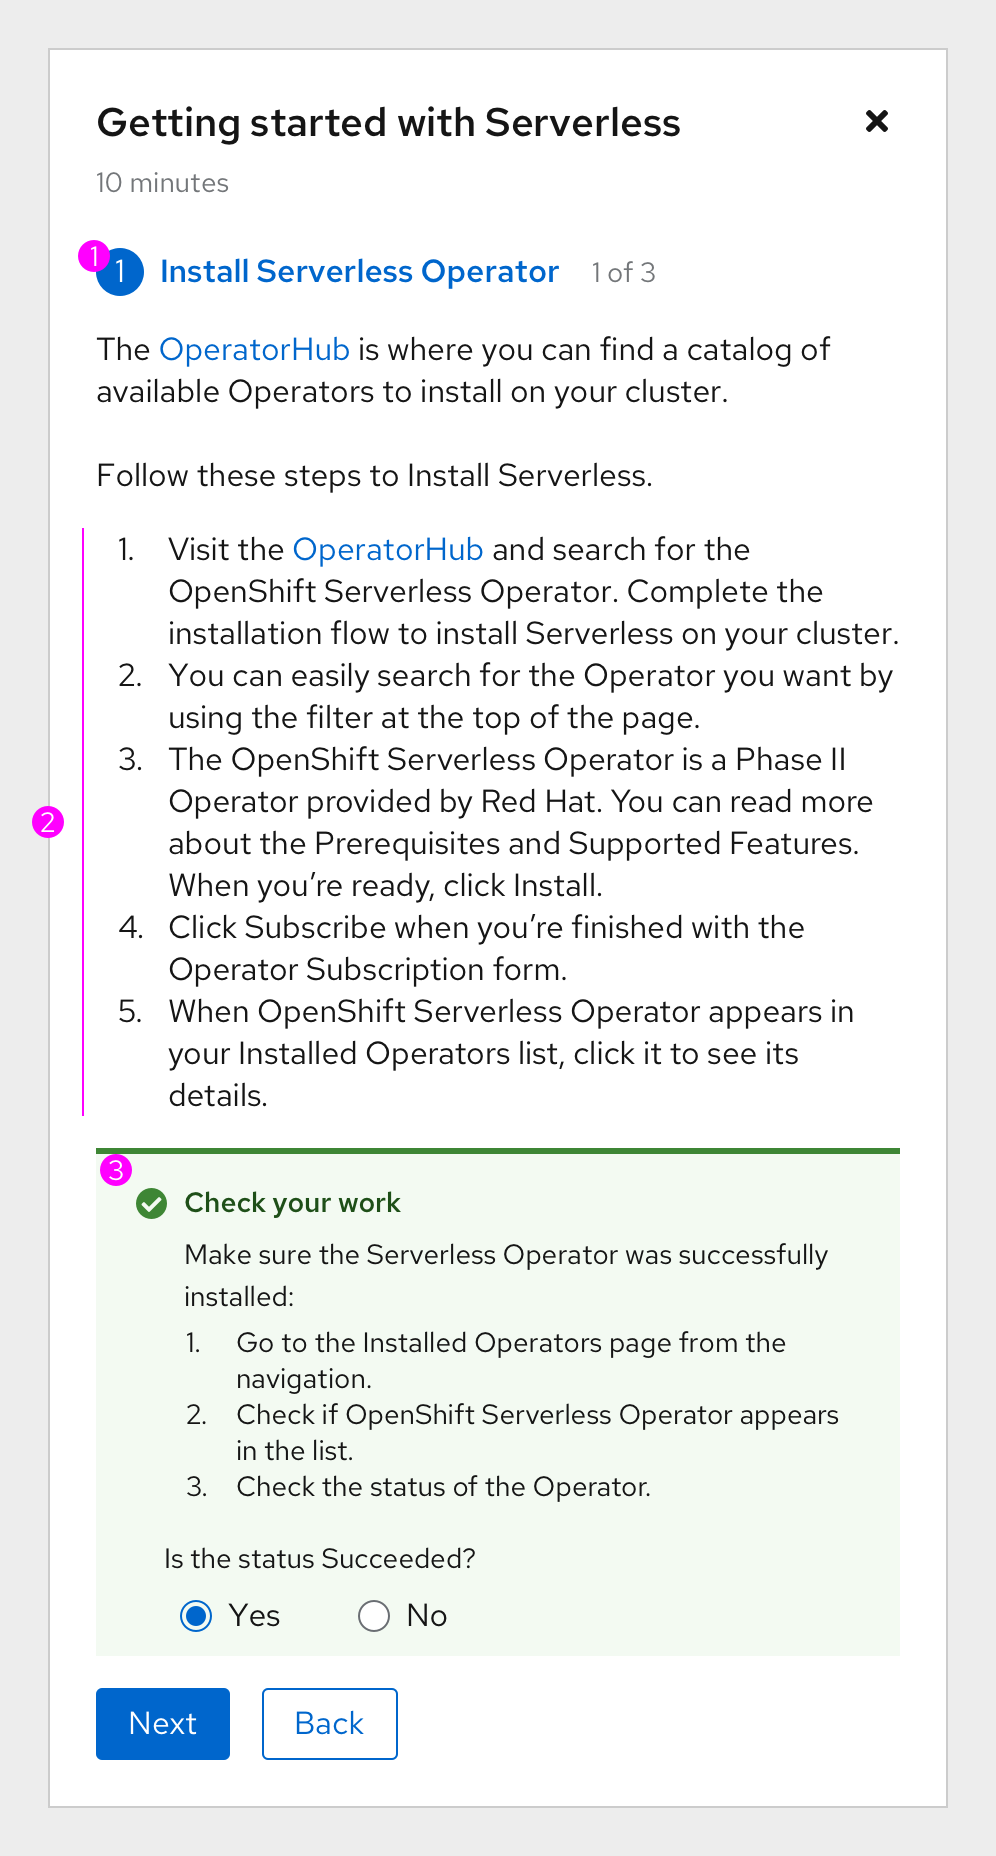 Getting started with Serverless
10 minutes
1
1 Install Serverless Operator 1 of 3
The OperatorHub is where you can find a catalog of
available Operators to install on your cluster.
Follow these steps to Install Serverless.
1. Visit the OperatorHub and search for the
OpenShift Serverless Operator. Complete the
installation flow to install Serverless on your cluster.
2. You can easily search for the Operator you want by
using the filter at the top of the page.
3. The OpenShift Serverless Operator is a Phase II
Operator provided by Red Hat. You can read more
2
about the Prerequisites and Supported Features.
When you’re ready, click Install.
4. Click Subscribe when you’re finished with the
Operator Subscription form.
5. When OpenShift Serverless Operator appears in
your Installed Operators list, click it to see its
details.
3
Check your work
Make sure the Serverless Operator was successfully
installed:
1. Go to the Installed Operators page from the
navigation.
2. Check if OpenShift Serverless Operator appears
in the list.
3. Check the status of the Operator.
Is the status Succeeded?
Yes No
Next Back